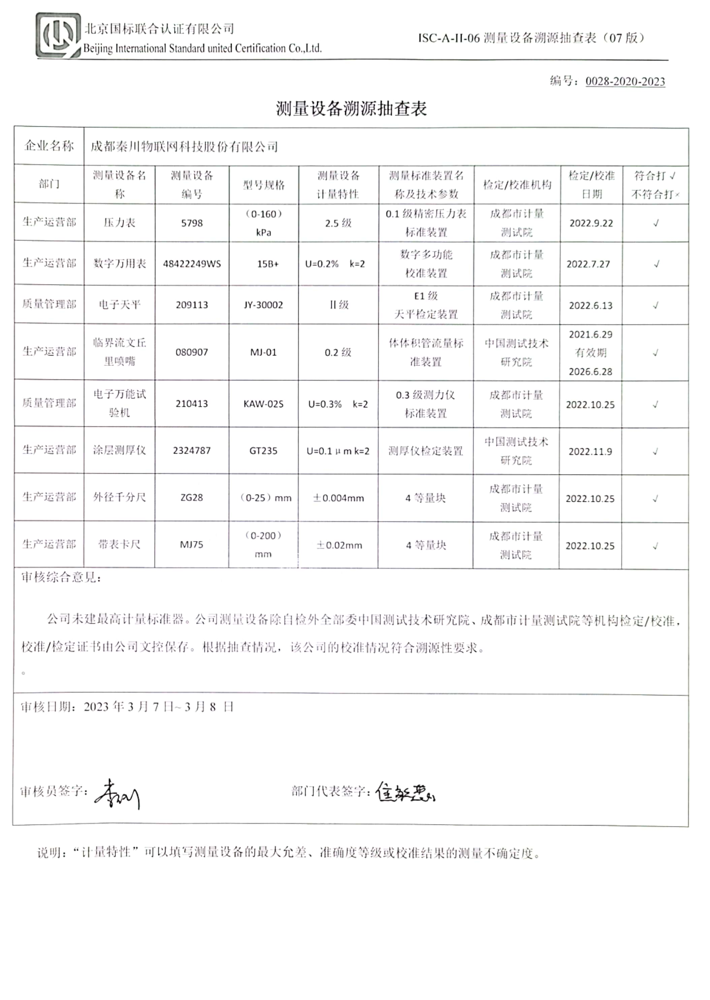 北京国标联合认证有限公司
Beijing International Standard united Certification Co.,Ltd.
ISC-A-II-06 测量设备溯源抽查表（07 版）
编号：0028-2020-2023
测量设备溯源抽查表
企业名称 成都秦川物联网科技股份有限公司
部门 测量设备名称 测量设备编号 型号规格 测量设备计量特性 测量标准装置名称及技术参数 检定/校准机构 检定/校准日期 符合打√不符合打×
生产运营部 压力表 5798 （0-160）kPa 2.5 级 0.1 级精密压力表标准装置 成都市计量测试院 2022.9.22 √
生产运营部 数字万用表 48422249WS 15B+ U=0.2% k=2 数字多功能校准装置 成都市计量测试院 2022.7.27 √
质量管理部 电子天平 209113 JY-30002 II 级 E1 级天平检定装置 成都市计量测试院 2022.6.13 √
生产运营部 临界流文丘里喷嘴 080907 MJ-01 0.2 级 体体积管流量标准装置 中国测试技术研究院 2021.6.29有效期2026.6.28 √
质量管理部 电子万能试验机 210413 KAW-02S U=0.3% k=2 0.3 级测力仪标准装置 成都市计量测试院 2022.10.25 √
生产运营部 涂层测厚仪 2324787 GT235 U=0.1μm k=2 测厚仪检定装置 中国测试技术研究院 2022.11.9 √
生产运营部 外径千分尺 ZG28 （0-25）mm ±0.004mm 4 等量块 成都市计量测试院 2022.10.25 √
生产运营部 带表卡尺 MJ75 （0-200）mm ±0.02mm 4 等量块 成都市计量测试院 2022.10.25 √
审核综合意见：
公司未建最高计量标准器。公司测量设备除自检外全部委中国测试技术研究院、成都市计量测试院等机构检定/校准，
校准/检定证书由公司文控保存。根据抽查情况，该公司的校准情况符合溯源性要求。
。
审核日期：2023 年 3 月 7 日~ 3 月 8 日
审核员签字： 部门代表签字：
说明：“计量特性”可以填写测量设备的最大允差、准确度等级或校准结果的测量不确定度。